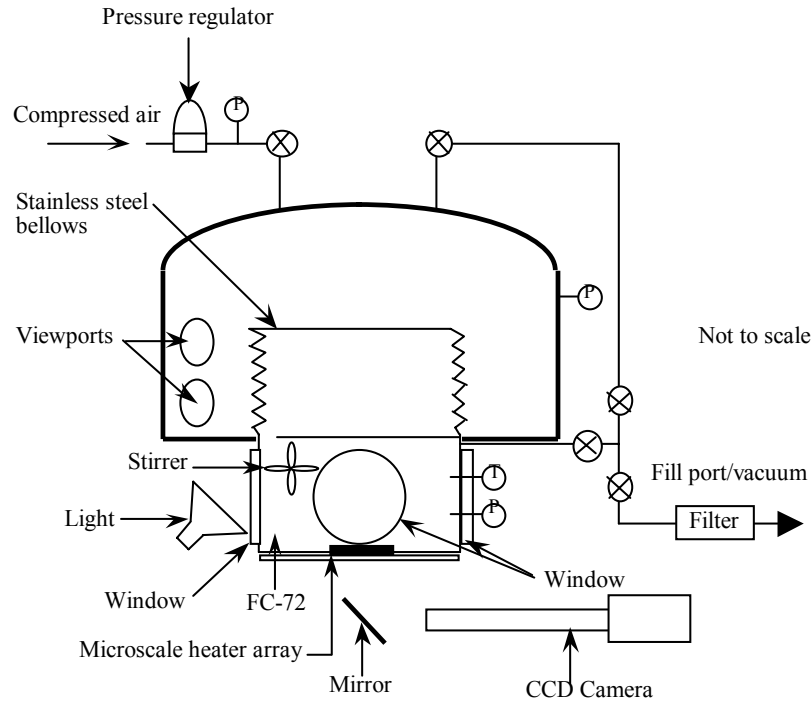 Pressure regulator
Compressed air
P
Stainless steel
bellows
P
Viewports
Not to scale
Stirrer
T
Fill port/vacuum
Light
P
Filter
Window
FC-72
Window
Microscale heater array
Mirror
CCD Camera